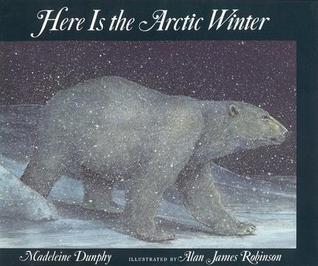 Here Is the Arctic Winter
Madeleine Dunphy ILLUSTRATED BY Alan James Robinson